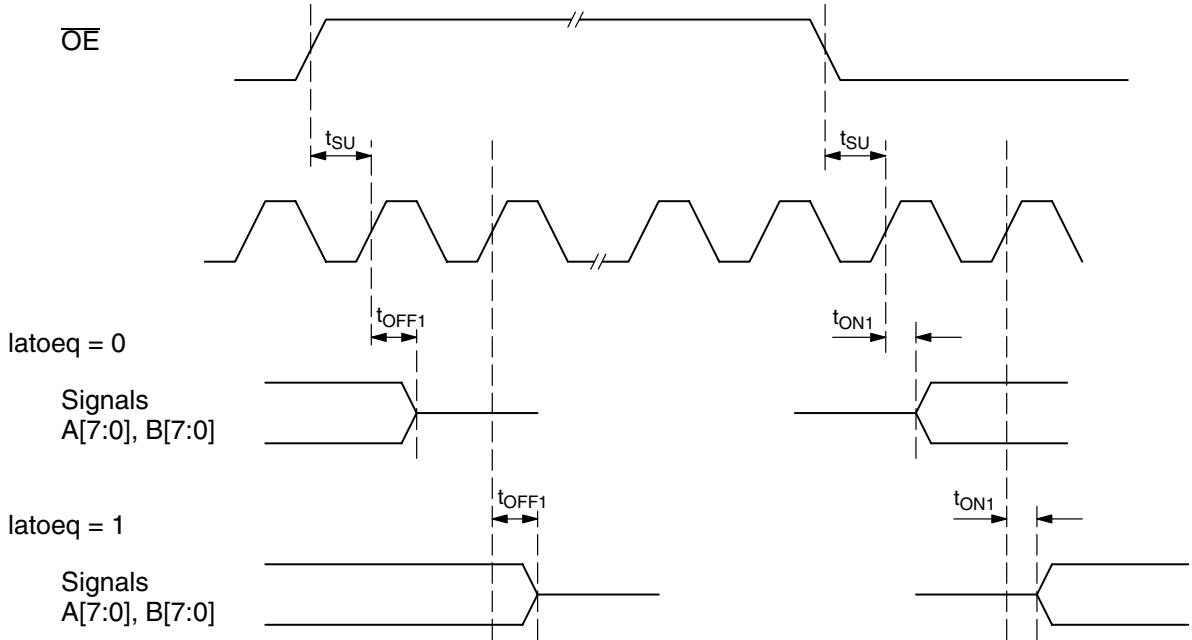 O̅E̅
tSU
tSU
tOFF1
tON1
latoeq = 0
Signals
A[7:0], B[7:0]
tOFF1
tON1
latoeq = 1
Signals
A[7:0], B[7:0]